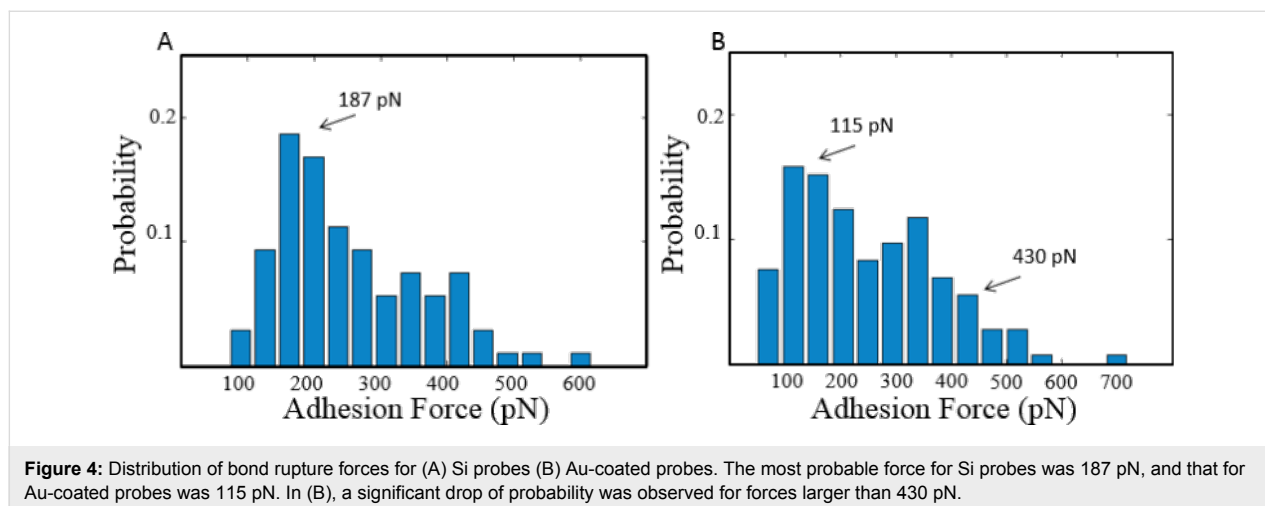 A
187 pN
0.2
0.1
Probability
100 200 300 400 500 600
Adhesion Force (pN)
B
115 pN
430 pN
0.2
0.1
Probability
100 200 300 400 500 600 700
Adhesion Force (pN)
Figure 4: Distribution of bond rupture forces for (A) Si probes (B) Au-coated probes. The most probable force for Si probes was 187 pN, and that for
Au-coated probes was 115 pN. In (B), a significant drop of probability was observed for forces larger than 430 pN.